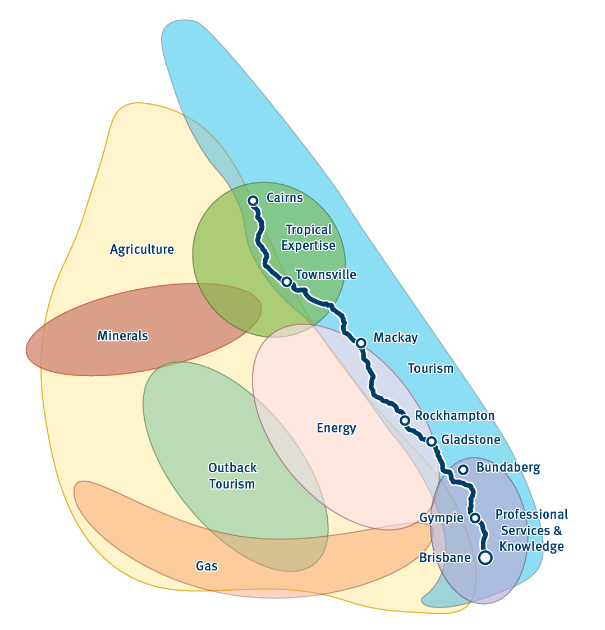 Cairns
Tropical
Expertise
Agriculture
Townsville
Minerals
Mackay
Tourism
Rockhampton
Energy
Gladstone
Outback
Tourism
Bundaberg
Gympie
Professional
Services &
Knowledge
Brisbane
Gas